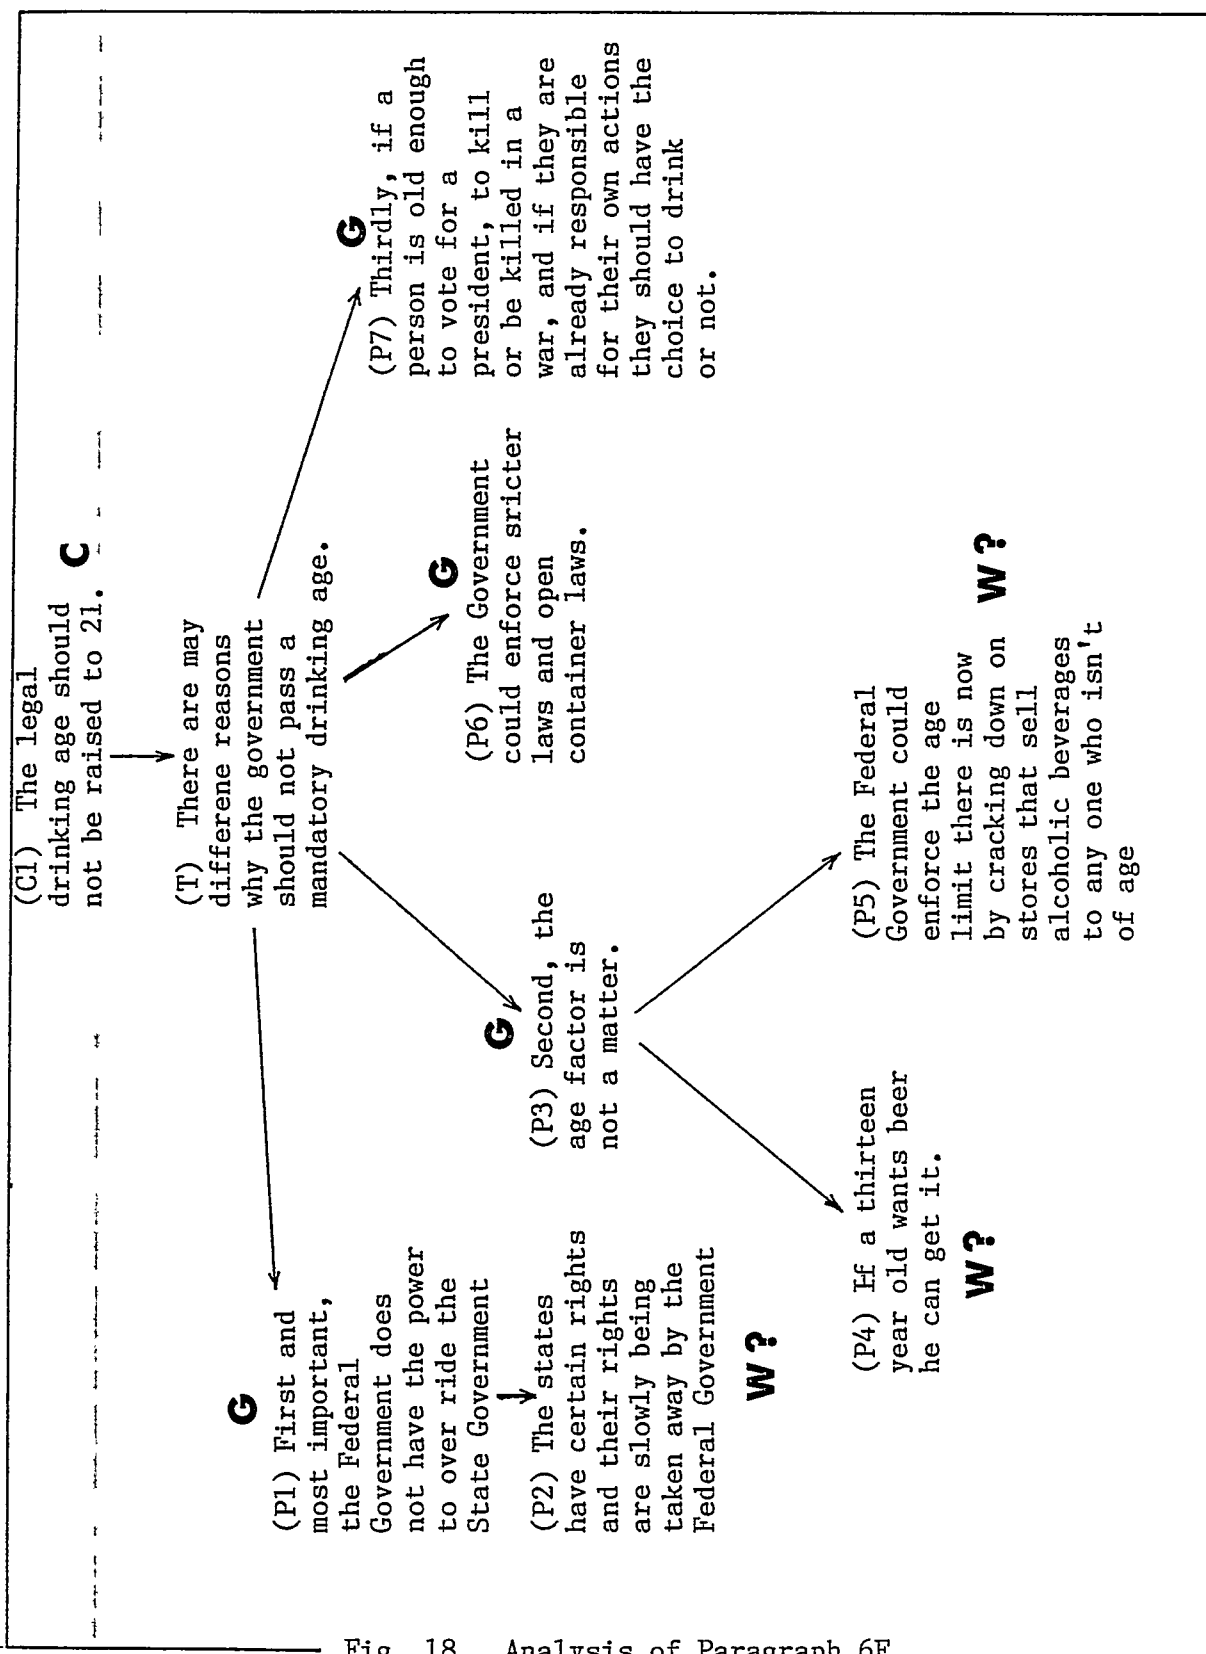 (C1) The legal
drinking age should
not be raised to 21. C
(T) There are may
differene reasons
why the government
should not pass a
mandatory drinking age.
G
(P1) First and
most important,
the Federal
Government does
not have the power
to over ride the
State Government
(P2) The states
have certain rights
and their rights
are slowly being
taken away by the
Federal Government
W?
G
(P3) Second, the
age factor is
not a matter.
(P4) If a thirteen
year old wants beer
he can get it.
W?
(P5) The Federal
Government could
enforce the age
limit there is now
by cracking down on
stores that sell
alcoholic beverages
to any one who isn't
of age
W?
G
(P6) The Government
could enforce sricter
laws and open
container laws.
G
(P7) Thirdly, if a
person is old enough
to vote for a
president, to kill
or be killed in a
war, and if they are
already responsible
for their own actions
they should have the
choice to drink
or not.
Fig. 18 Analysis of Paragraph